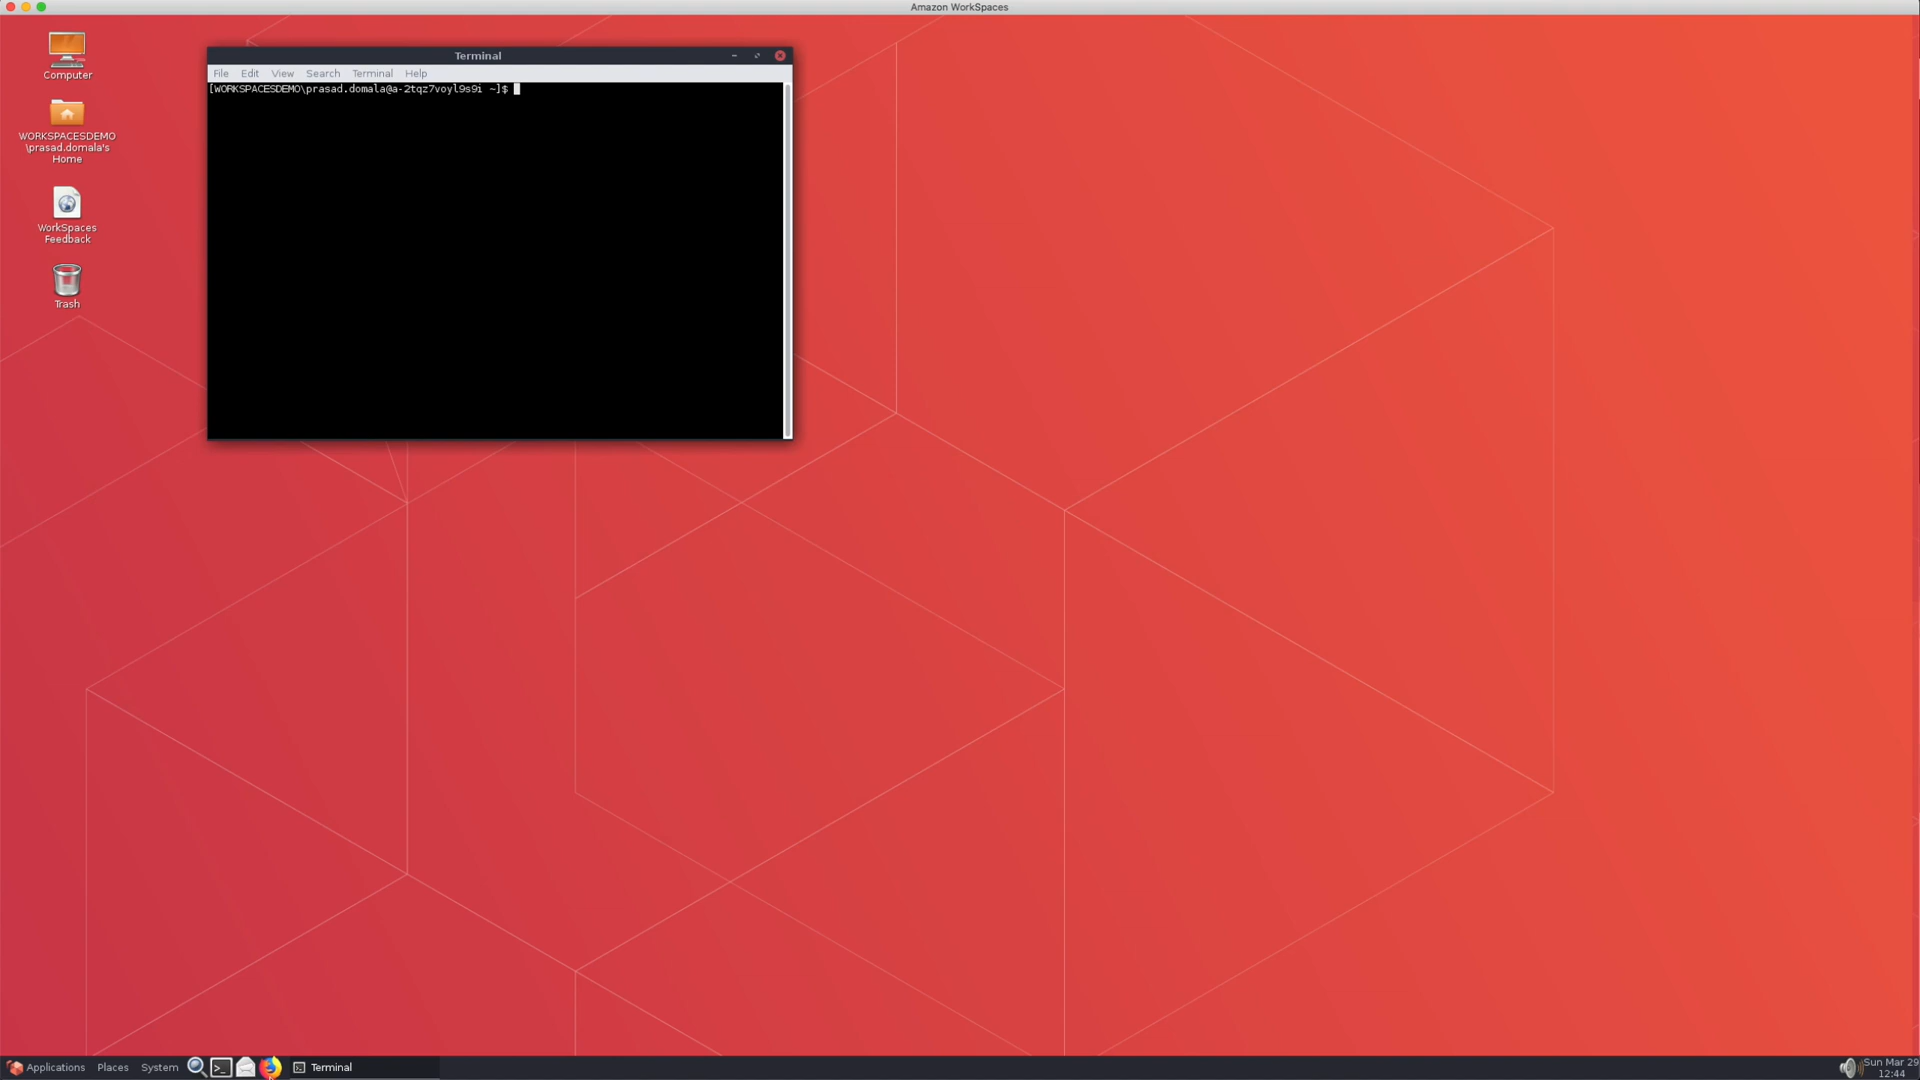 Amazon WorkSpaces
Computer
WORKSPACESDEMO
\prasad.domala's
Home
WorkSpaces
Feedback
Trash
Terminal
File Edit View Search Terminal Help
[WORKSPACESDEMO\prasad.domala@a-2tqz7voyl9s9i ~]$
Applications Places System Terminal
Sun Mar 29
12:44